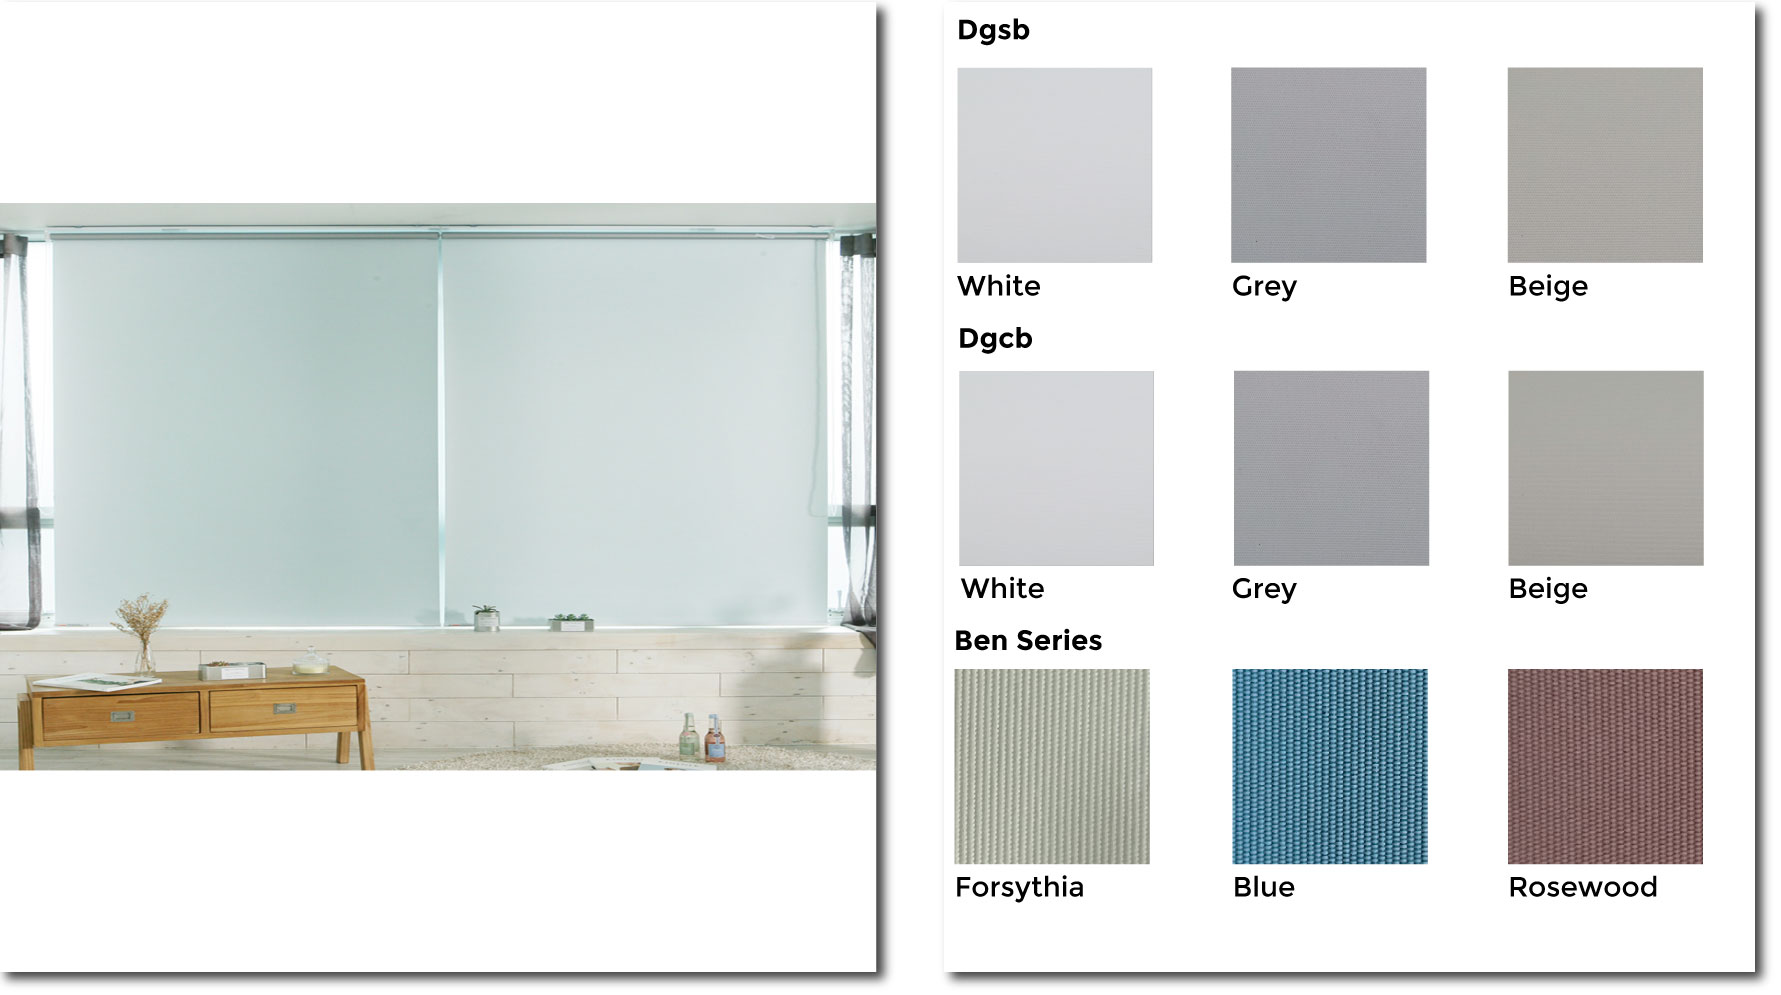 Dgsb
White Grey Beige
Dgcb
White Grey Beige
Ben Series
Forsythia Blue Rosewood